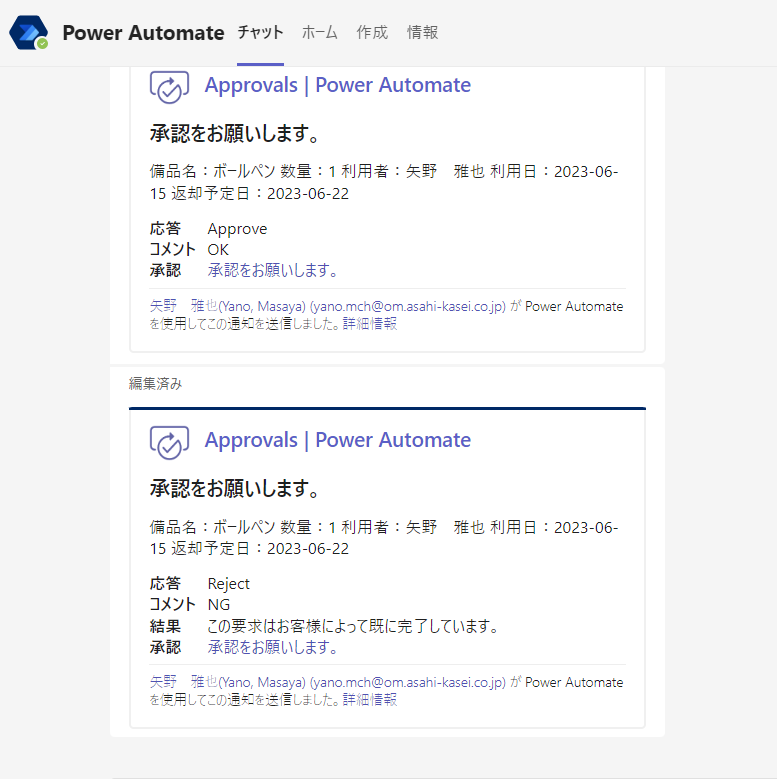 Power Automate チャット ホーム 作成 情報
Approvals | Power Automate
承認をお願いします。
備品名：ボールペン 数量：1 利用者：矢野　雅也 利用日：2023-06-
15 返却予定日：2023-06-22
応答 Approve
コメント OK
承認 承認をお願いします。
矢野　雅也(Yano, Masaya) (yano.mch@om.asahi-kasei.co.jp) が Power Automate
を使用してこの通知を送信しました。詳細情報
編集済み
Approvals | Power Automate
承認をお願いします。
備品名：ボールペン 数量：1 利用者：矢野　雅也 利用日：2023-06-
15 返却予定日：2023-06-22
応答 Reject
コメント NG
結果 この要求はお客様によって既に完了しています。
承認 承認をお願いします。
矢野　雅也(Yano, Masaya) (yano.mch@om.asahi-kasei.co.jp) が Power Automate
を使用してこの通知を送信しました。詳細情報